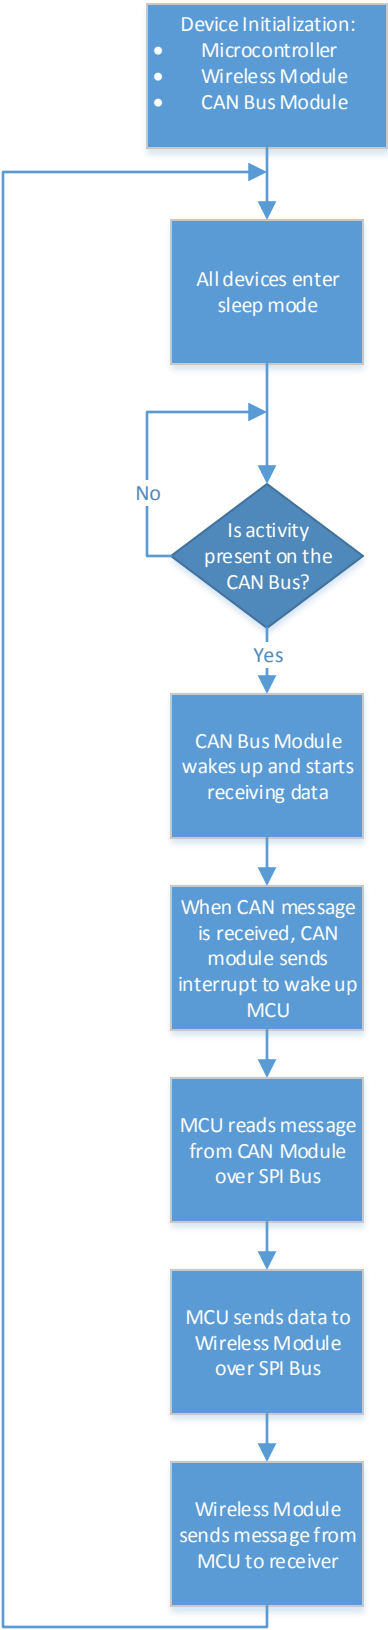 Device Initialization:
• Microcontroller
• Wireless Module
• CAN Bus Module
All devices enter
sleep mode
No
Is activity
present on the
CAN Bus?
Yes
CAN Bus Module
wakes up and starts
receiving data
When CAN message
is received, CAN
module sends
interrupt to wake up
MCU
MCU reads message
from CAN Module
over SPI Bus
MCU sends data to
Wireless Module
over SPI Bus
Wireless Module
sends message from
MCU to receiver